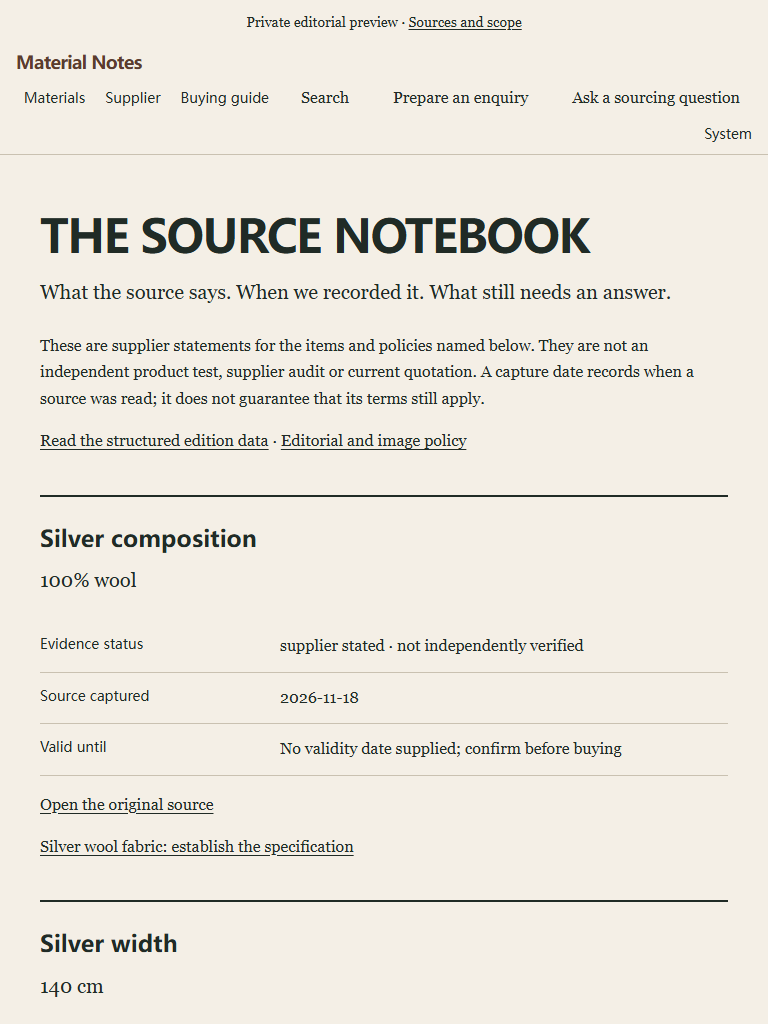 Private editorial preview · Sources and scope
Material Notes
Materials Supplier Buying guide Search Prepare an enquiry Ask a sourcing question
System
THE SOURCE NOTEBOOK
What the source says. When we recorded it. What still needs an answer.
These are supplier statements for the items and policies named below. They are not an
independent product test, supplier audit or current quotation. A capture date records when a
source was read; it does not guarantee that its terms still apply.
Read the structured edition data · Editorial and image policy
Silver composition
100% wool
Evidence status supplier stated · not independently verified
Source captured 2026-11-18
Valid until No validity date supplied; confirm before buying
Open the original source
Silver wool fabric: establish the specification
Silver width
140 cm